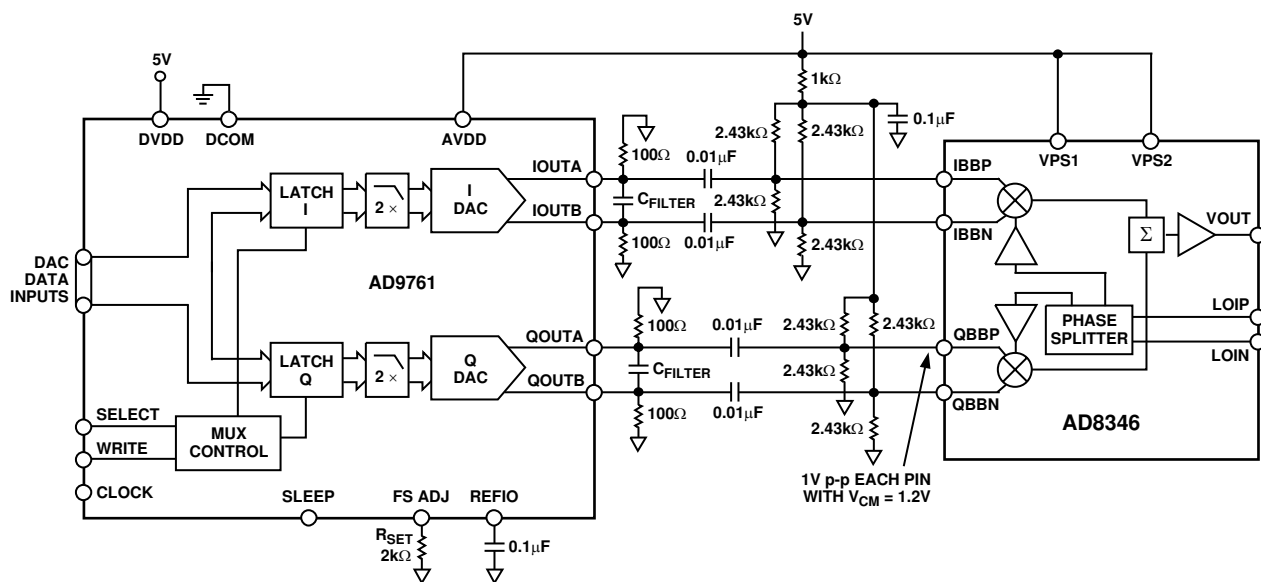 5V
5V
DVDD
DCOM
AVDD
1kΩ
2.43kΩ
2.43kΩ
0.1µF
VPS1
VPS2
100Ω
0.01µF
IOUTA
IBBP
LATCH
I
2 ×
I
DAC
C_FILTER
2.43kΩ
IOUTB
IBBN
100Ω
0.01µF
2.43kΩ
Σ
VOUT
DAC
DATA
INPUTS
AD9761
PHASE
SPLITTER
LOIP
LOIN
100Ω
0.01µF
2.43kΩ
2.43kΩ
QOUTA
QBBP
LATCH
Q
2 ×
Q
DAC
C_FILTER
2.43kΩ
QOUTB
QBBN
100Ω
0.01µF
2.43kΩ
AD8346
SELECT
WRITE
MUX
CONTROL
CLOCK
SLEEP
FS ADJ
REFIO
1V p-p EACH PIN
WITH V_CM = 1.2V
R_SET
2kΩ
0.1µF